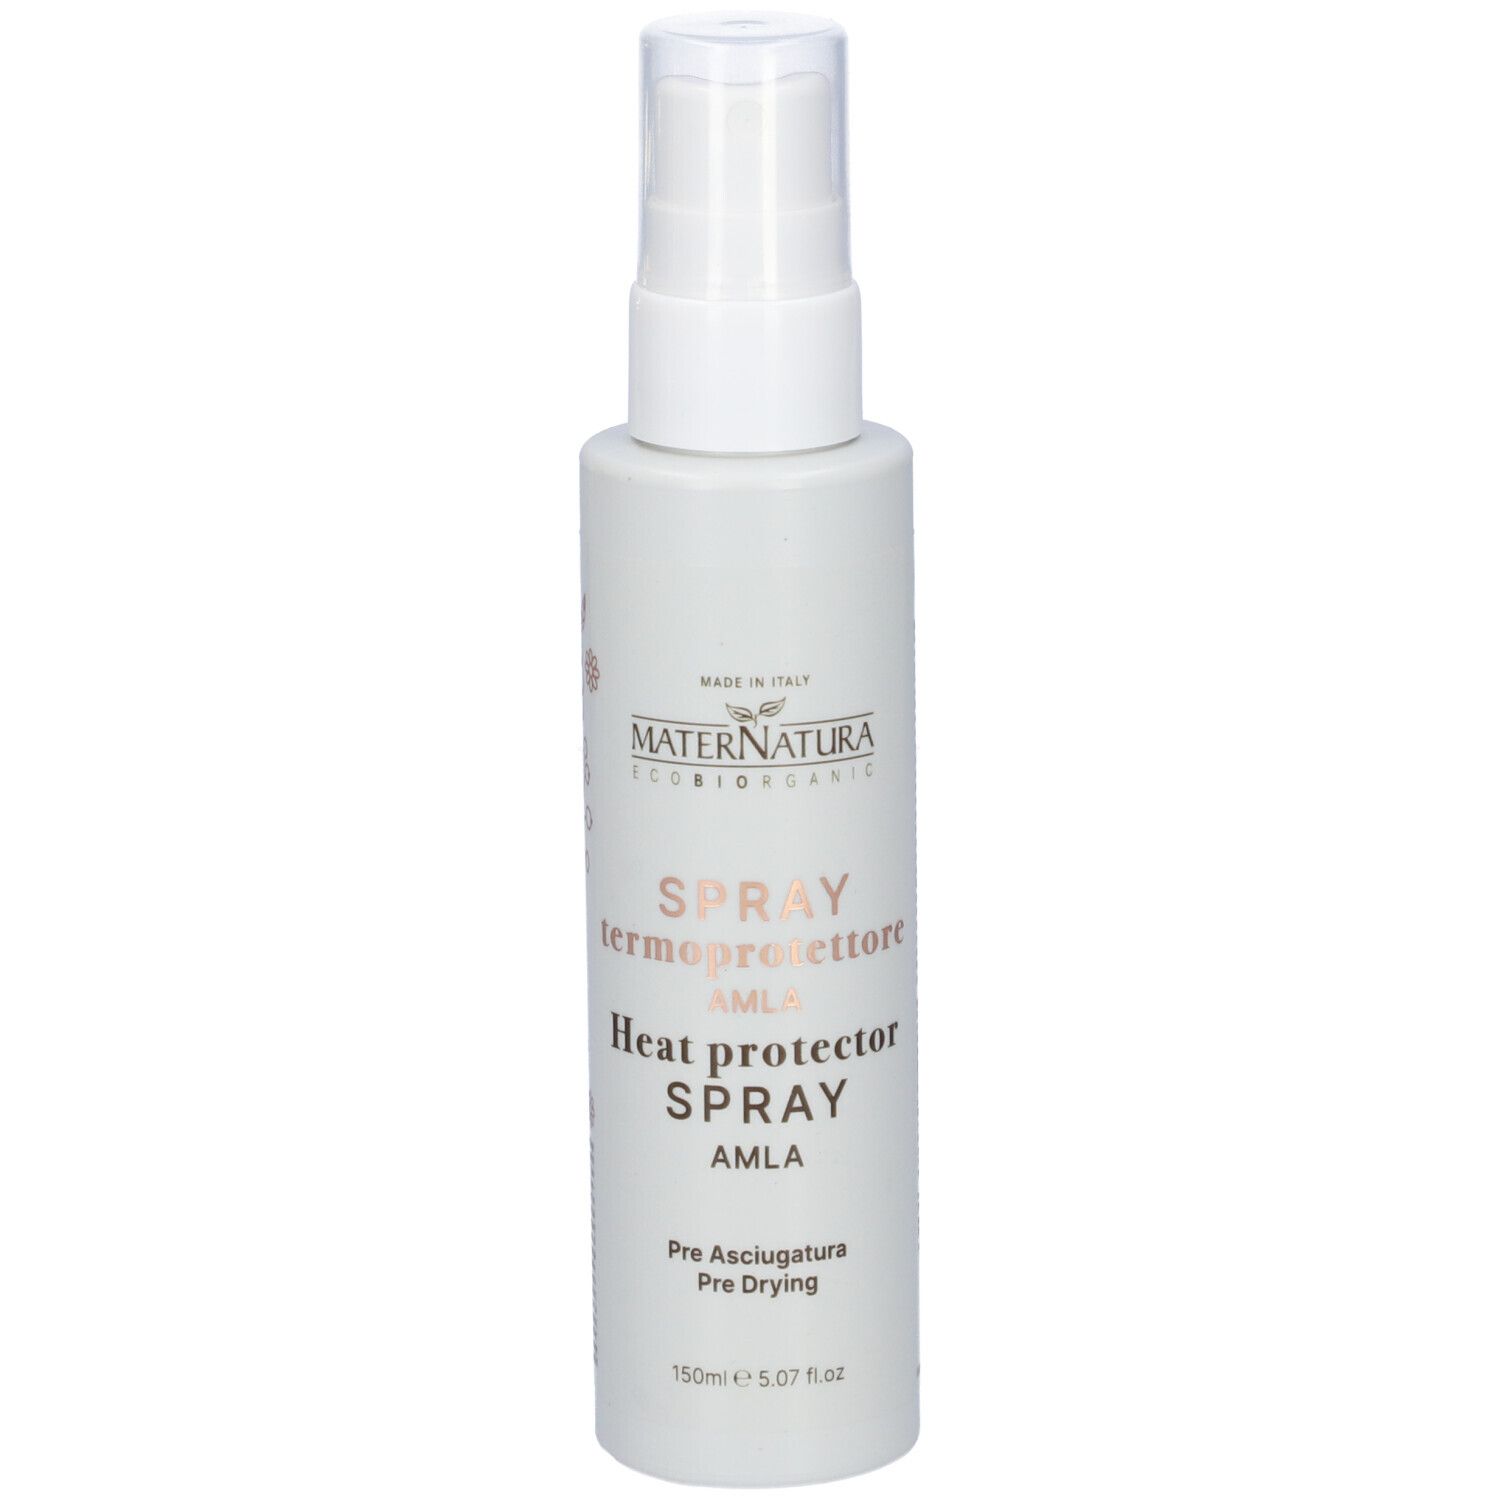 MADE IN ITALY
MATERNATURA
ECOBIORGANIC
SPRAY
termoprotettore
AMLA
Heat protector
SPRAY
AMLA
Pre Asciugatura
Pre Drying
150ml ℮ 5.07 fl.oz